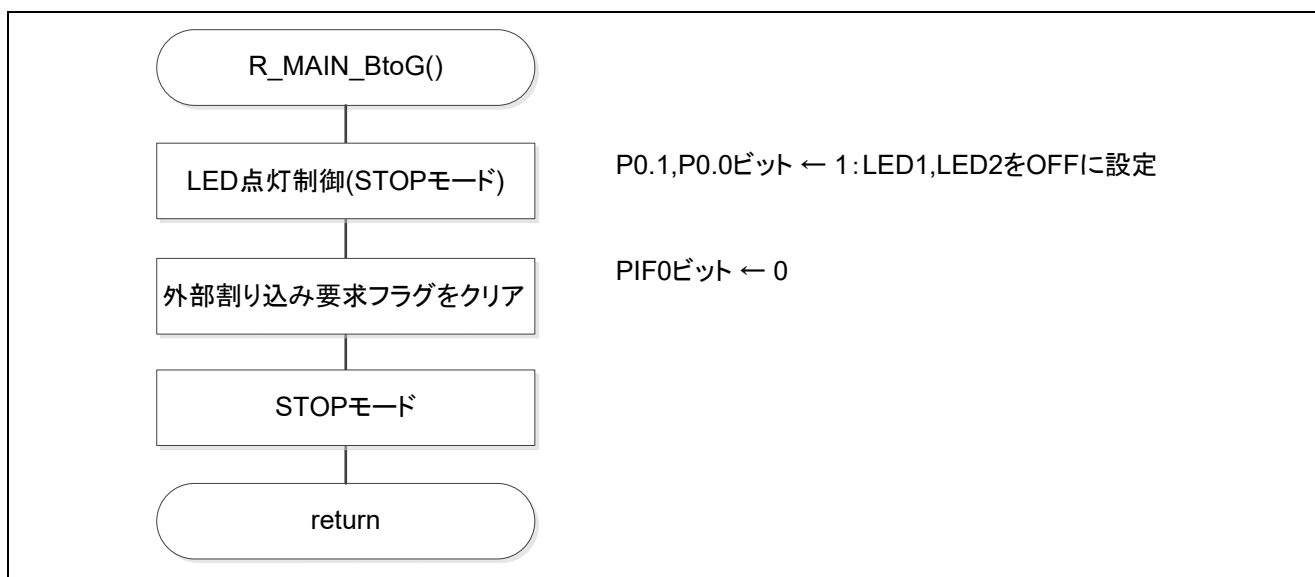 R_MAIN_BtoG()
LED点灯制御(STOPモード)
P0.1,P0.0ビット ← 1:LED1,LED2をOFFに設定
外部割り込み要求フラグをクリア
PIF0ビット ← 0
STOPモード
return